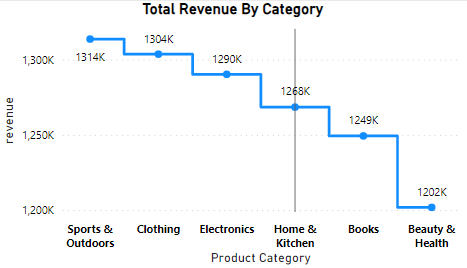 Total Revenue By Category
revenue
1,300K
1,250K
1,200K
1314K
1304K
1290K
1268K
1249K
1202K
Sports &
Outdoors
Clothing
Electronics
Home &
Kitchen
Books
Beauty &
Health
Product Category